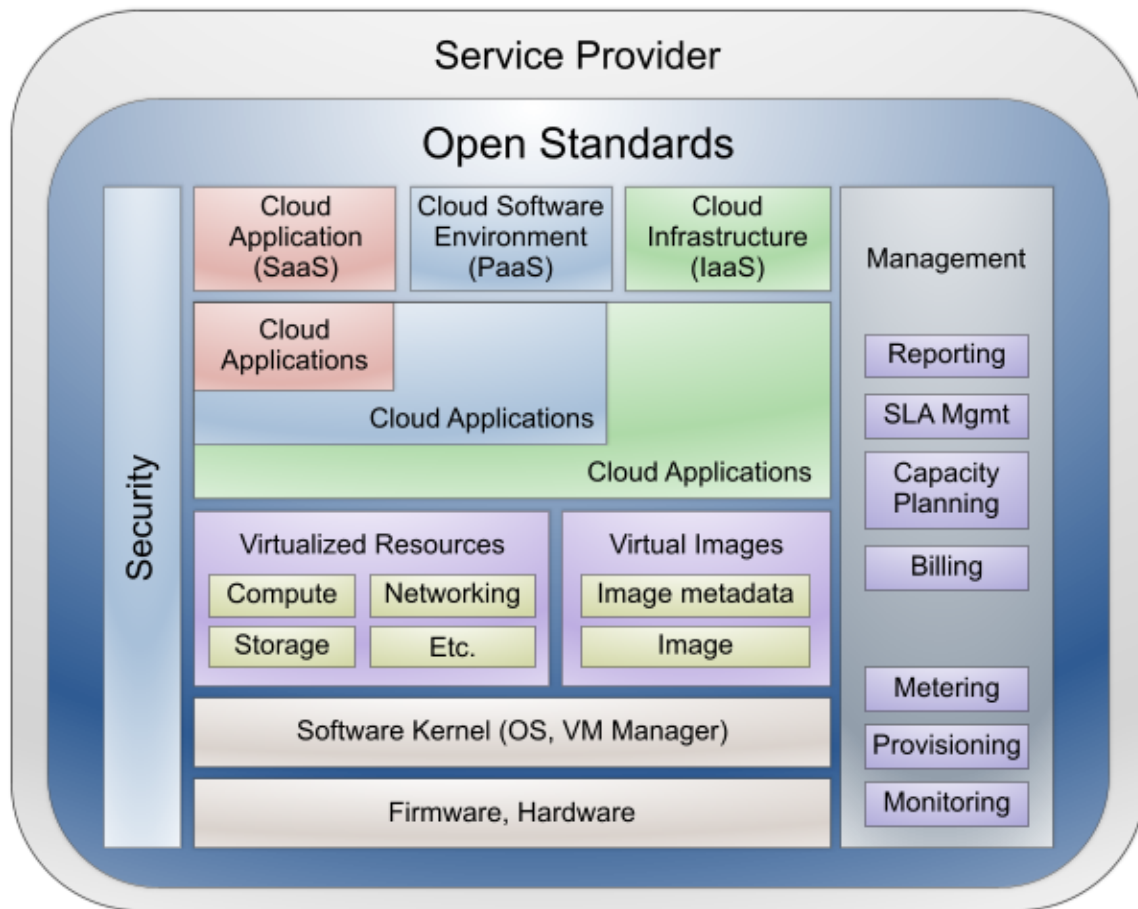 Service Provider
Open Standards
Security
Cloud
Application
(SaaS)
Cloud Software
Environment
(PaaS)
Cloud
Infrastructure
(IaaS)
Cloud
Applications
Cloud Applications
Cloud Applications
Virtualized Resources
Compute
Networking
Storage
Etc.
Virtual Images
Image metadata
Image
Software Kernel (OS, VM Manager)
Firmware, Hardware
Management
Reporting
SLA Mgmt
Capacity
Planning
Billing
Metering
Provisioning
Monitoring